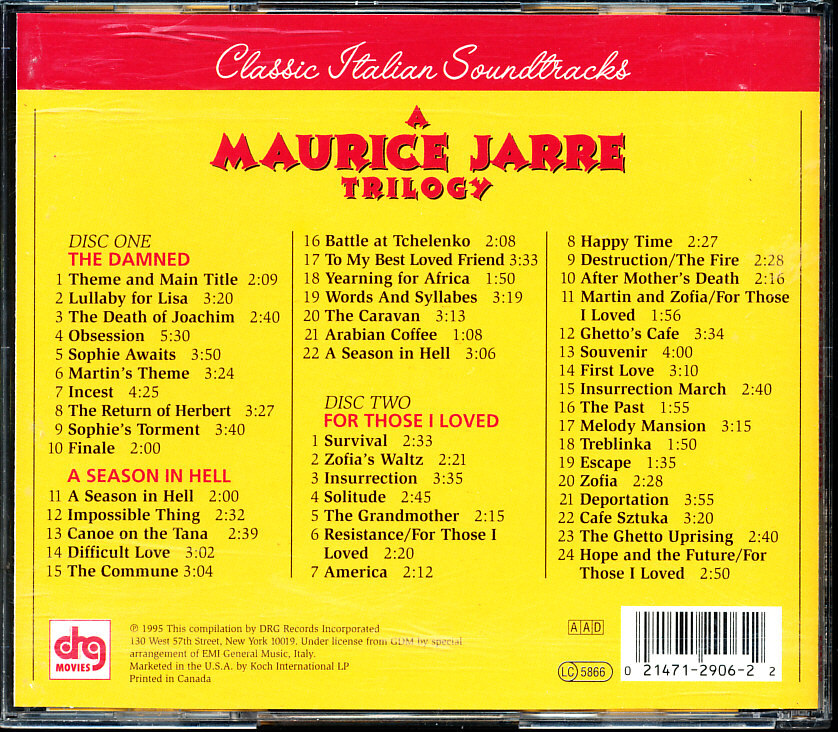 Classic Italian Soundtracks
A
MAURICE JARRE
TRILOGY
DISC ONE
THE DAMNED
1 Theme and Main Title 2:09
2 Lullaby for Lisa 3:20
3 The Death of Joachim 2:40
4 Obsession 5:30
5 Sophie Awaits 3:50
6 Martin's Theme 3:24
7 Incest 4:25
8 The Return of Herbert 3:27
9 Sophie's Torment 3:40
10 Finale 2:00
A SEASON IN HELL
11 A Season in Hell 2:00
12 Impossible Thing 2:32
13 Canoe on the Tana 2:39
14 Difficult Love 3:02
15 The Commune 3:04
16 Battle at Tchelenko 2:08
17 To My Best Loved Friend 3:33
18 Yearning for Africa 1:50
19 Words And Syllabes 3:19
20 The Caravan 3:13
21 Arabian Coffee 1:08
22 A Season in Hell 3:06
DISC TWO
FOR THOSE I LOVED
1 Survival 2:33
2 Zofia's Waltz 2:21
3 Insurrection 3:35
4 Solitude 2:45
5 The Grandmother 2:15
6 Resistance/For Those I
Loved 2:20
7 America 2:12
8 Happy Time 2:27
9 Destruction/The Fire 2:28
10 After Mother's Death 2:16
11 Martin and Zofia/For Those
I Loved 1:56
12 Ghetto's Cafe 3:34
13 Souvenir 4:00
14 First Love 3:10
15 Insurrection March 2:40
16 The Past 1:55
17 Melody Mansion 3:15
18 Treblinka 1:50
19 Escape 1:35
20 Zofia 2:28
21 Deportation 3:55
22 Cafe Sztuka 3:20
23 The Ghetto Uprising 2:40
24 Hope and the Future/For
Those I Loved 2:50
drg
MOVIES
℗ 1995 This compilation by DRG Records Incorporated
130 West 57th Street, New York 10019. Under license from GDM by special
arrangement of EMI General Music, Italy.
Marketed in the U.S.A. by Koch International LP
Printed in Canada
AAD
LC 5866
0 21471-2906-2 2